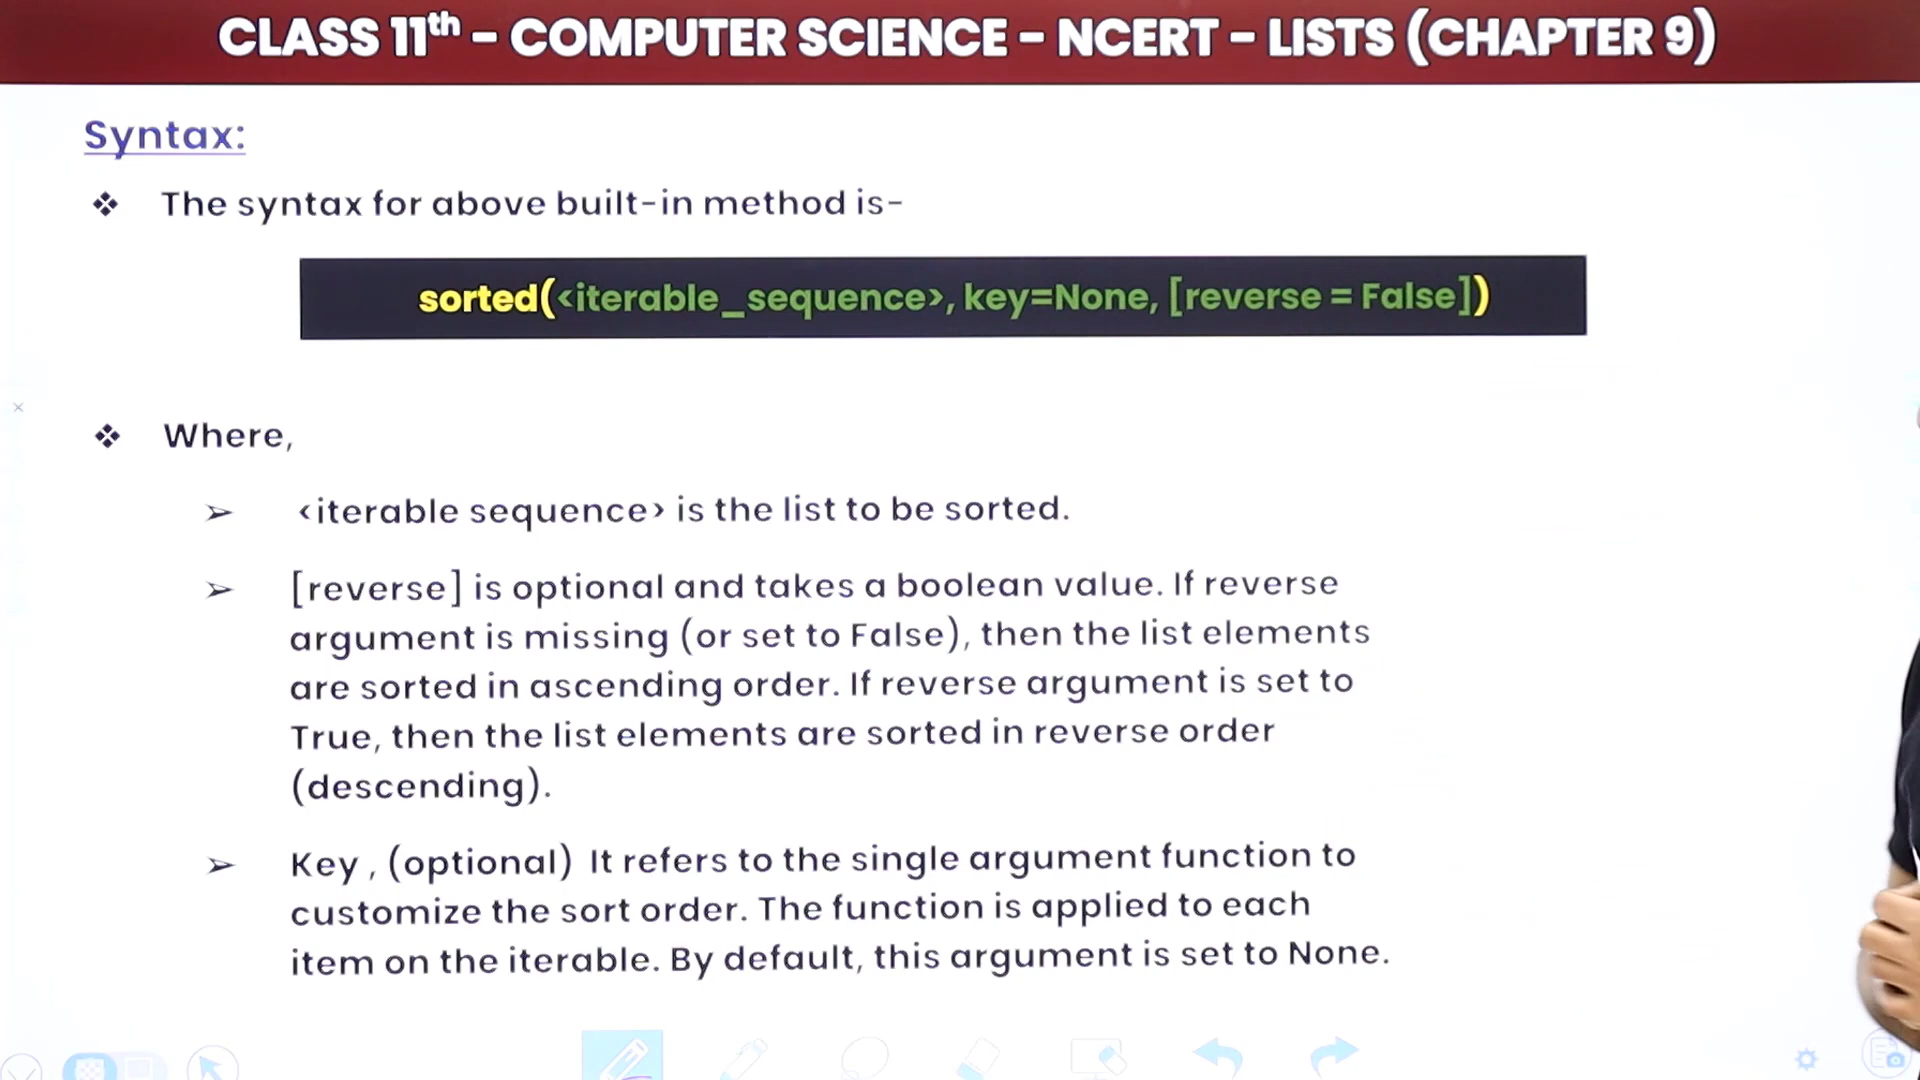 CLASS 11th - COMPUTER SCIENCE - NCERT - LISTS (CHAPTER 9)
Syntax:
❖ The syntax for above built-in method is-
sorted(<iterable_sequence>, key=None, [reverse = False])
❖ Where,
➢ <iterable sequence> is the list to be sorted.
➢ [reverse] is optional and takes a boolean value. If reverse
argument is missing (or set to False), then the list elements
are sorted in ascending order. If reverse argument is set to
True, then the list elements are sorted in reverse order
(descending).
➢ Key , (optional) It refers to the single argument function to
customize the sort order. The function is applied to each
item on the iterable. By default, this argument is set to None.